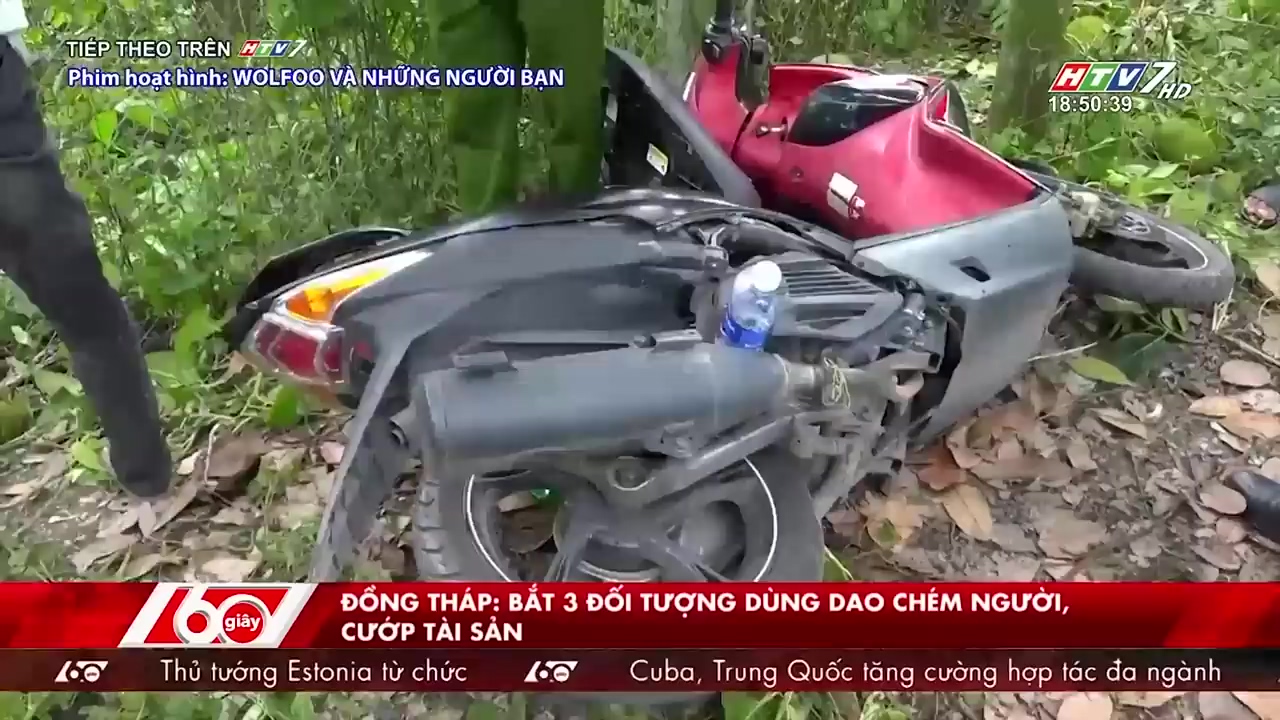 TIẾP THEO TRÊN HTV7
Phim hoạt hình: WOLFOO VÀ NHỮNG NGƯỜI BẠN
HTV7 HD
18:50:39
60 giây
ĐỒNG THÁP: BẮT 3 ĐỐI TƯỢNG DÙNG DAO CHÉM NGƯỜI,
CƯỚP TÀI SẢN
60 Thủ tướng Estonia từ chức 60 Cuba, Trung Quốc tăng cường hợp tác đa ngành